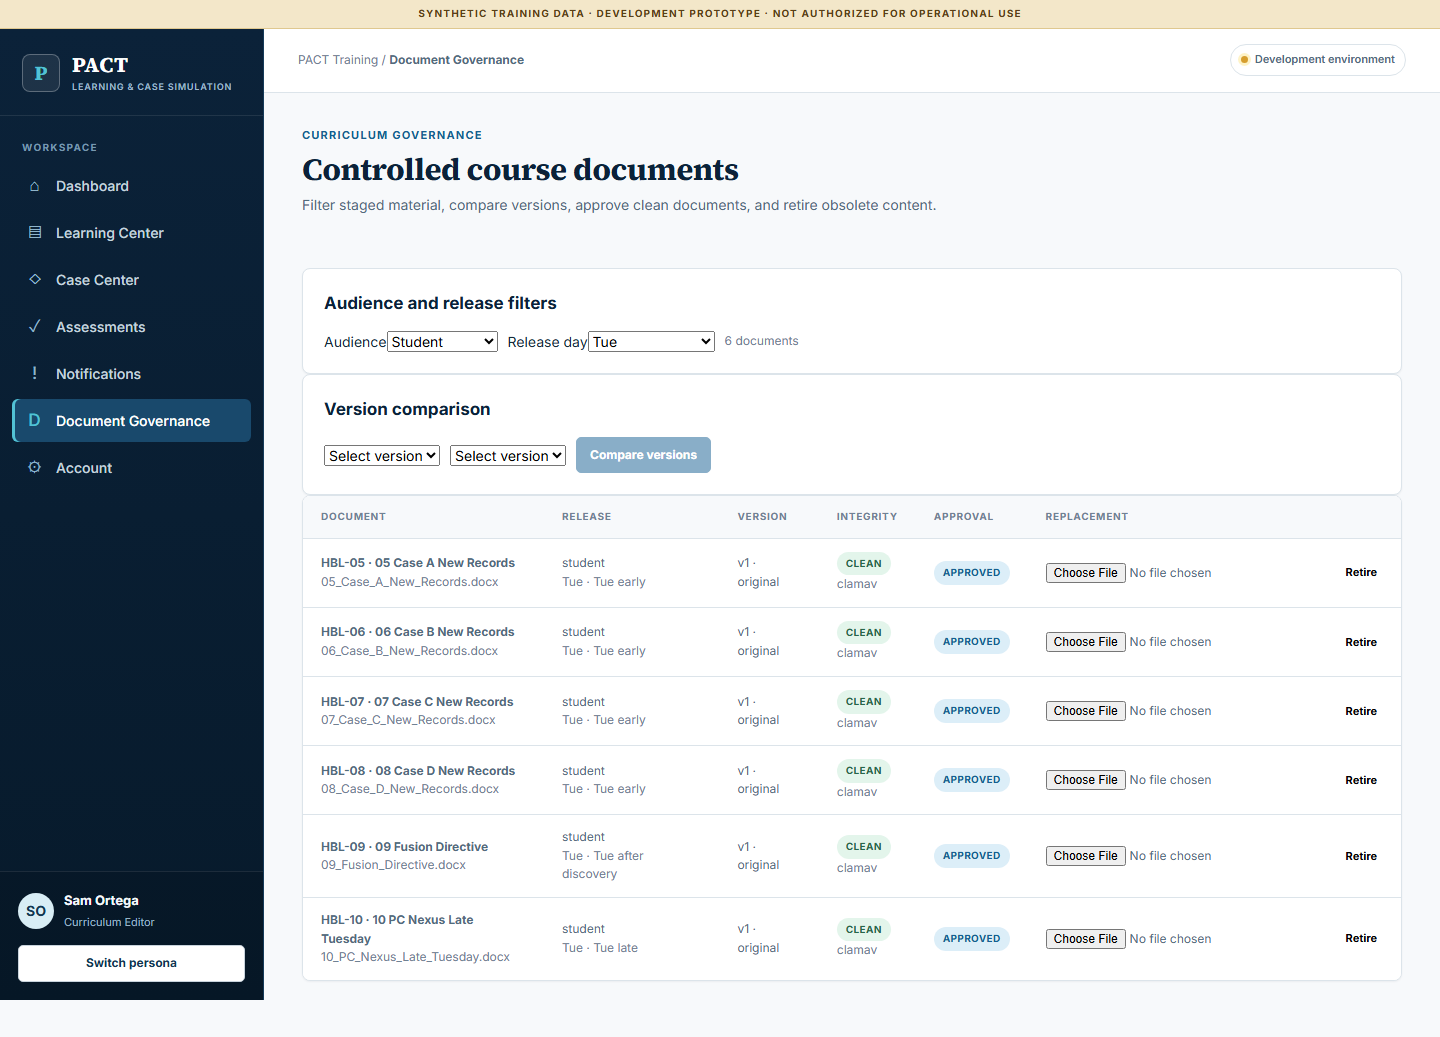 SYNTHETIC TRAINING DATA · DEVELOPMENT PROTOTYPE · NOT AUTHORIZED FOR OPERATIONAL USE
P
PACT
LEARNING & CASE SIMULATION
WORKSPACE
Dashboard
Learning Center
Case Center
Assessments
! Notifications
D Document Governance
Account
SO
Sam Ortega
Curriculum Editor
Switch persona
PACT Training / Document Governance
Development environment
CURRICULUM GOVERNANCE
Controlled course documents
Filter staged material, compare versions, approve clean documents, and retire obsolete content.
Audience and release filters
Audience Student Release day Tue 6 documents
Version comparison
Select version Select version Compare versions
DOCUMENT RELEASE VERSION INTEGRITY APPROVAL REPLACEMENT
HBL-05 · 05 Case A New Records
05_Case_A_New_Records.docx
student
Tue · Tue early
v1 ·
original
CLEAN
clamav
APPROVED
Choose File No file chosen
Retire
HBL-06 · 06 Case B New Records
06_Case_B_New_Records.docx
student
Tue · Tue early
v1 ·
original
CLEAN
clamav
APPROVED
Choose File No file chosen
Retire
HBL-07 · 07 Case C New Records
07_Case_C_New_Records.docx
student
Tue · Tue early
v1 ·
original
CLEAN
clamav
APPROVED
Choose File No file chosen
Retire
HBL-08 · 08 Case D New Records
08_Case_D_New_Records.docx
student
Tue · Tue early
v1 ·
original
CLEAN
clamav
APPROVED
Choose File No file chosen
Retire
HBL-09 · 09 Fusion Directive
09_Fusion_Directive.docx
student
Tue · Tue after
discovery
v1 ·
original
CLEAN
clamav
APPROVED
Choose File No file chosen
Retire
HBL-10 · 10 PC Nexus Late
Tuesday
10_PC_Nexus_Late_Tuesday.docx
student
Tue · Tue late
v1 ·
original
CLEAN
clamav
APPROVED
Choose File No file chosen
Retire